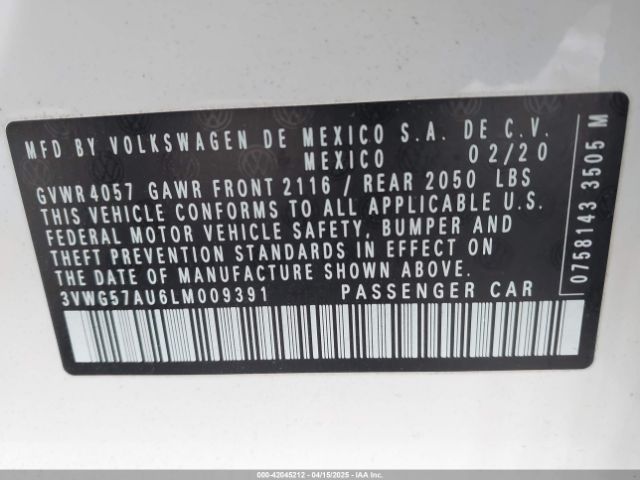 MFD BY VOLKSWAGEN DE MEXICO S.A. DE C.V.
MEXICO 02/20
GVWR 4057 GAWR FRONT 2116 / REAR 2050 LBS
THIS VEHICLE CONFORMS TO ALL APPLICABLE U.S.
FEDERAL MOTOR VEHICLE SAFETY, BUMPER AND
THEFT PREVENTION STANDARDS IN EFFECT ON
THE DATE OF MANUFACTURE SHOWN ABOVE.
3VWG57AU6LM009391 PASSENGER CAR
0758143 3505 M
000-42045212 - 04/15/2025 - IAAI.COM